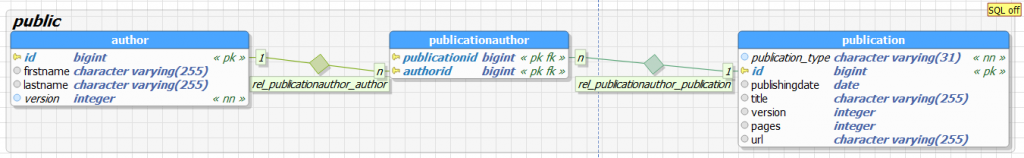 SQL off
public
author
id bigint « pk »
firstname character varying(255)
lastname character varying(255)
version integer « nn »
1
n
rel_publicationauthor_author
publicationauthor
publicationid bigint « pk fk »
authorid bigint « pk fk »
n
1
rel_publicationauthor_publication
publication
publication_type character varying(31) « nn »
id bigint « pk »
publishingdate date
title character varying(255)
version integer
pages integer
url character varying(255)